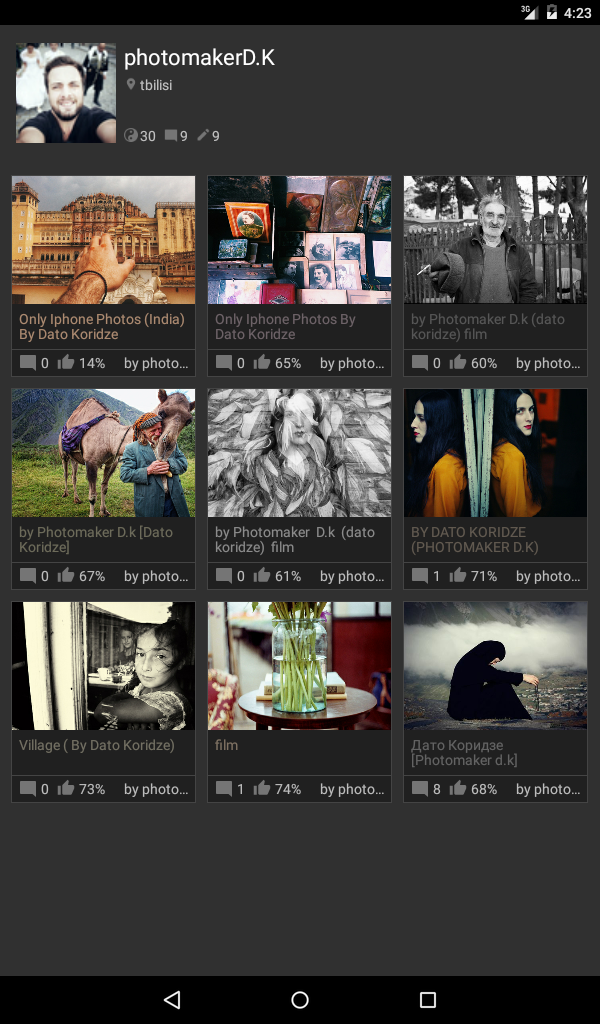 3G 4:23
photomakerD.K
tbilisi
30 9 9
Only Iphone Photos (India)
By Dato Koridze
0 14% by photo...
Only Iphone Photos By
Dato Koridze
0 65% by photo...
by Photomaker D.k (dato
koridze) film
0 60% by photo...
by Photomaker D.k [Dato
Koridze]
0 67% by photo...
by Photomaker D.k (dato
koridze) film
0 61% by photo...
BY DATO KORIDZE
(PHOTOMAKER D.K)
1 71% by photo...
Village ( By Dato Koridze)
0 73% by photo...
film
1 74% by photo...
Дато Коридзе
[Photomaker d.k]
8 68% by photo...